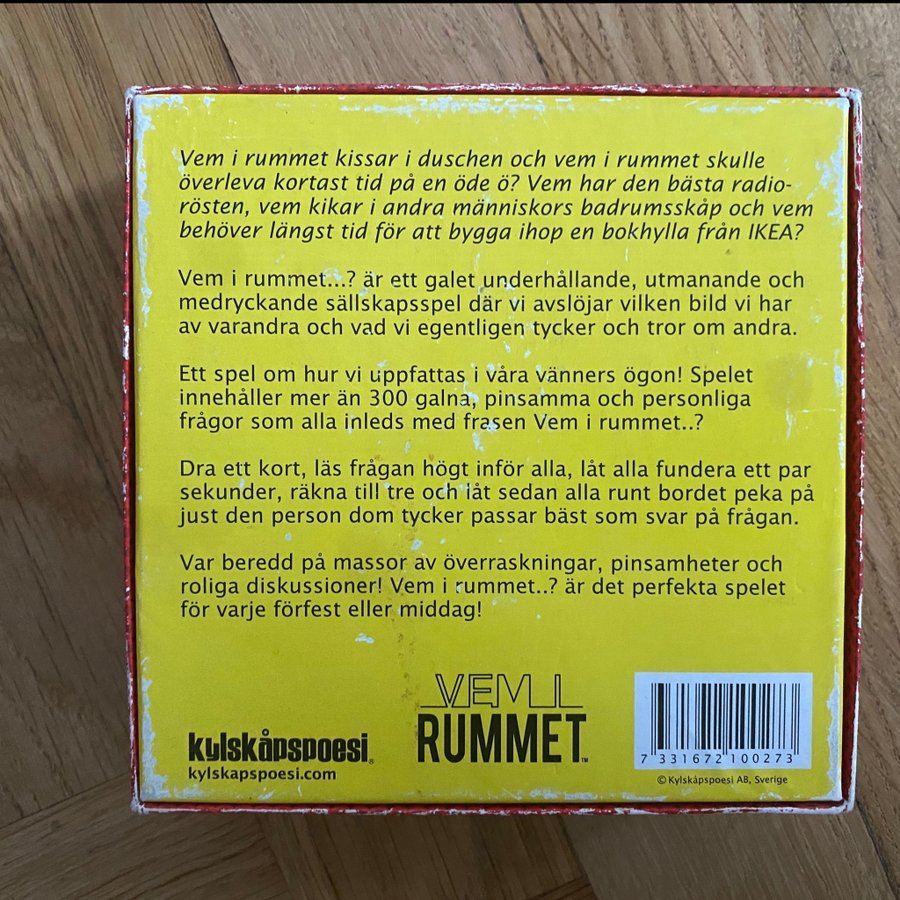 Vem i rummet kissar i duschen och vem i rummet skulle
överleva kortast tid på en öde ö? Vem har den bästa radio-
rösten, vem kikar i andra människors badrumsskåp och vem
behöver längst tid för att bygga ihop en bokhylla från IKEA?
Vem i rummet...? är ett galet underhållande, utmanande och
medryckande sällskapsspel där vi avslöjar vilken bild vi har
av varandra och vad vi egentligen tycker och tror om andra.
Ett spel om hur vi uppfattas i våra vänners ögon! Spelet
innehåller mer än 300 galna, pinsamma och personliga
frågor som alla inleds med frasen Vem i rummet..?
Dra ett kort, läs frågan högt inför alla, låt alla fundera ett par
sekunder, räkna till tre och låt sedan alla runt bordet peka på
just den person dom tycker passar bäst som svar på frågan.
Var beredd på massor av överraskningar, pinsamheter och
roliga diskussioner! Vem i rummet..? är det perfekta spelet
för varje förfest eller middag!
VEM I
RUMMET™
kylskåpspoesi®
kylskapspoesi.com
7 331672 100273
© Kylskåpspoesi AB, Sverige